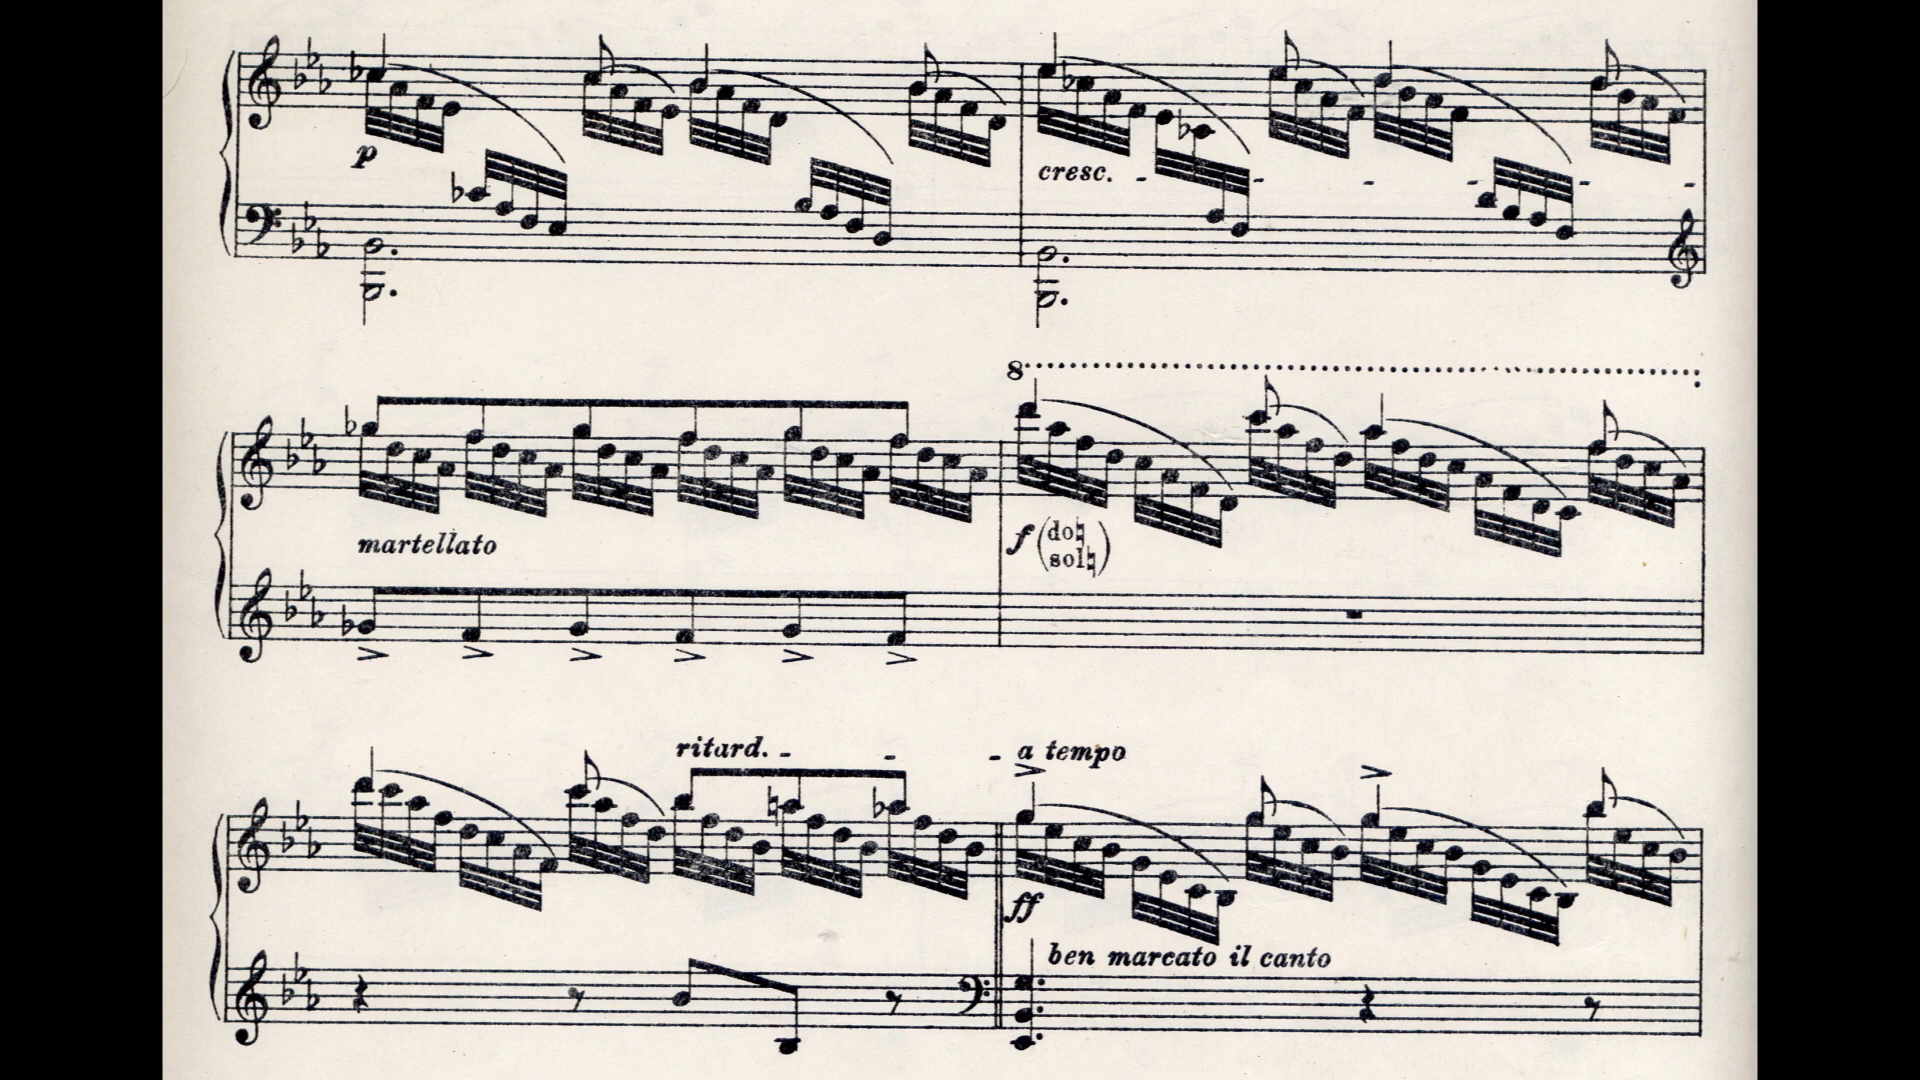 p
cresc. - - - - - -
8
martellato
f (do♮
sol♮)
ritard. - - - a tempo
ff
ben marcato il canto